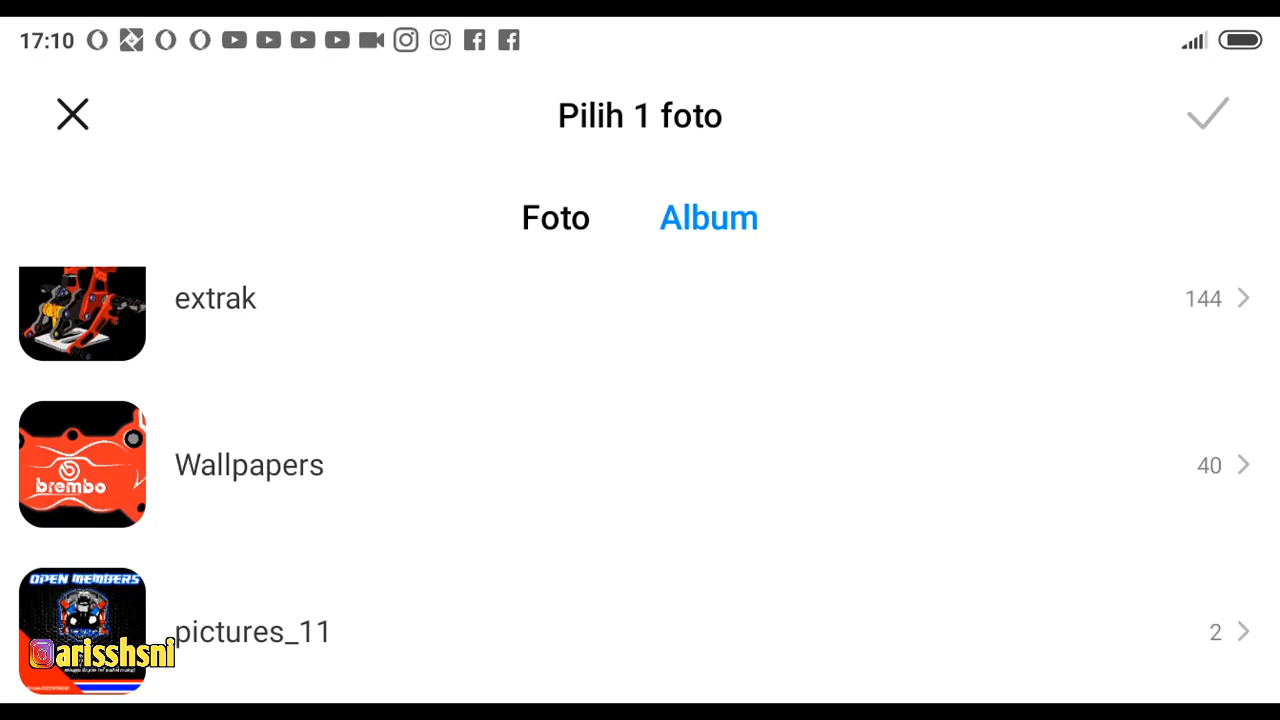 17:10
Pilih 1 foto
Foto
Album
extrak
144
brembo
Wallpapers
40
OPEN MEMBERS
pictures_11
2
arisshsni